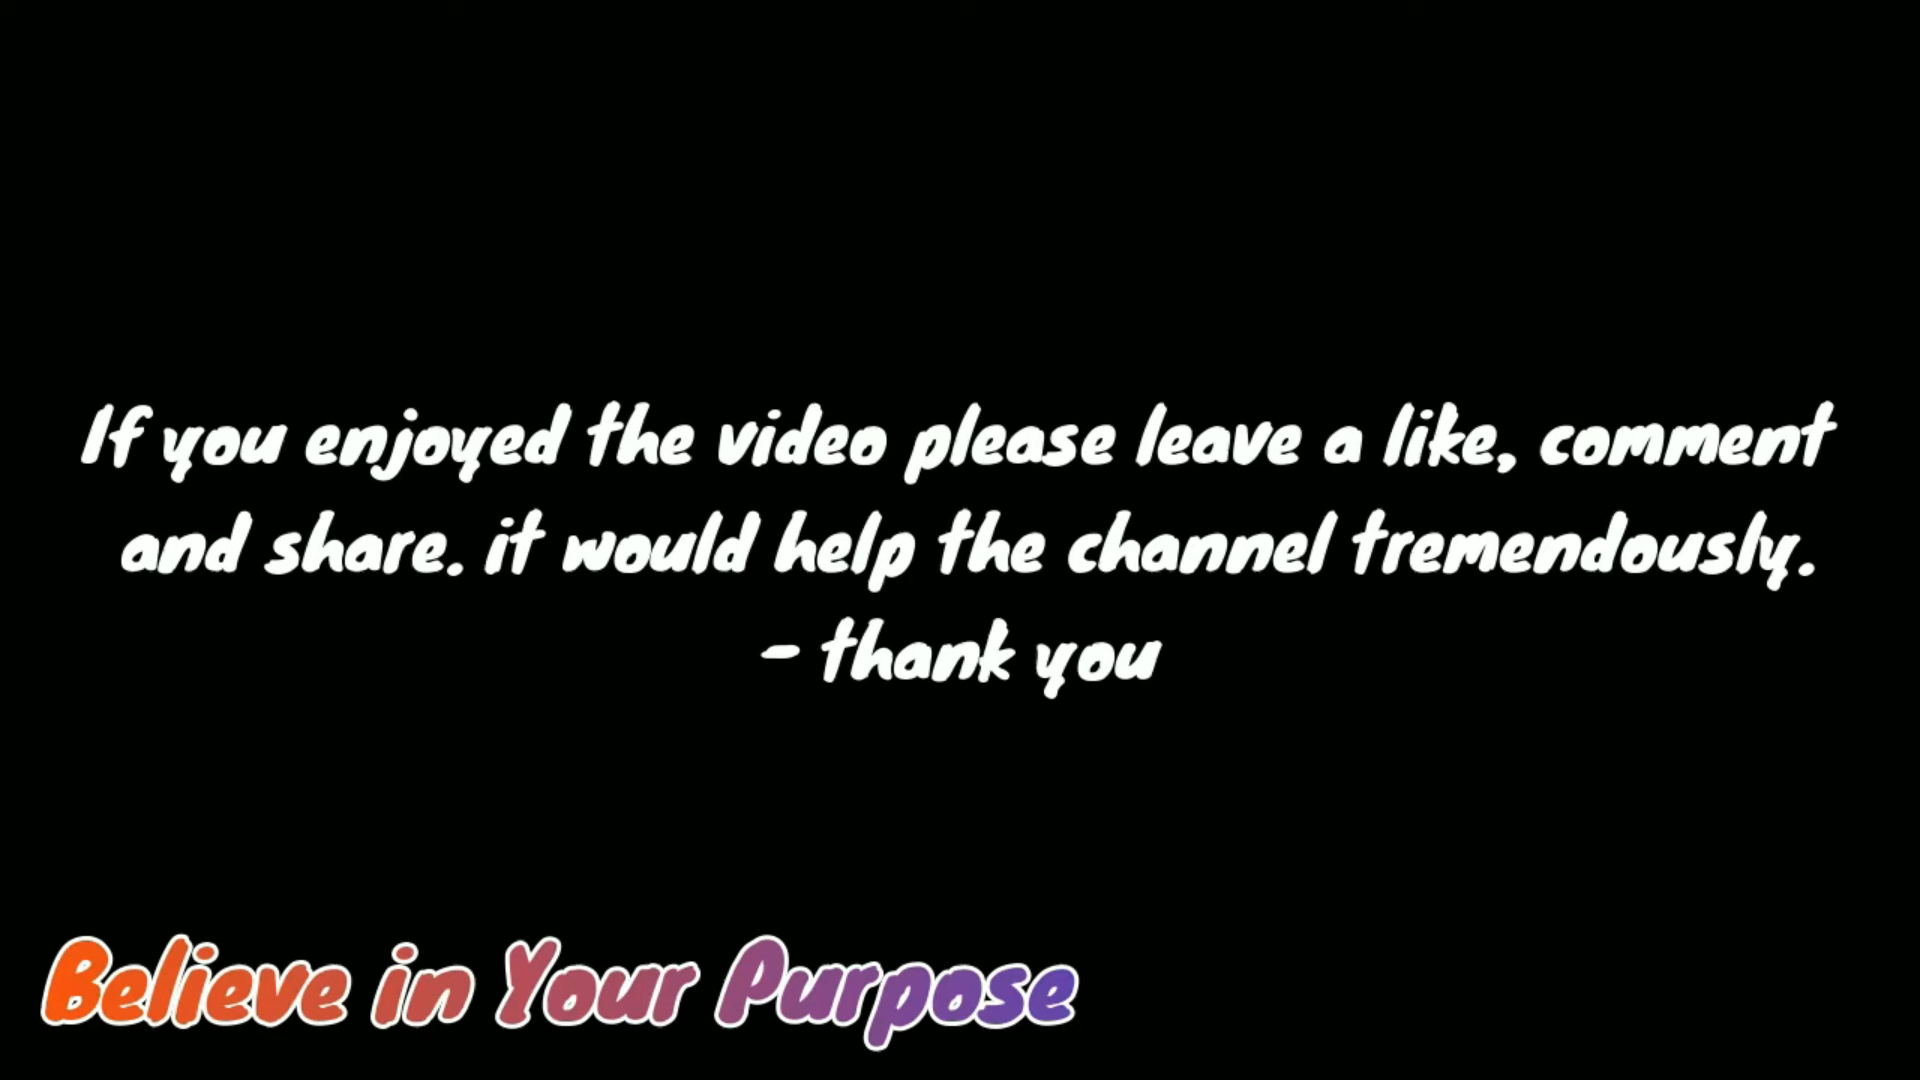 If you enjoyed the video please leave a like, comment
and share. it would help the channel tremendously.
- thank you
Believe in Your Purpose